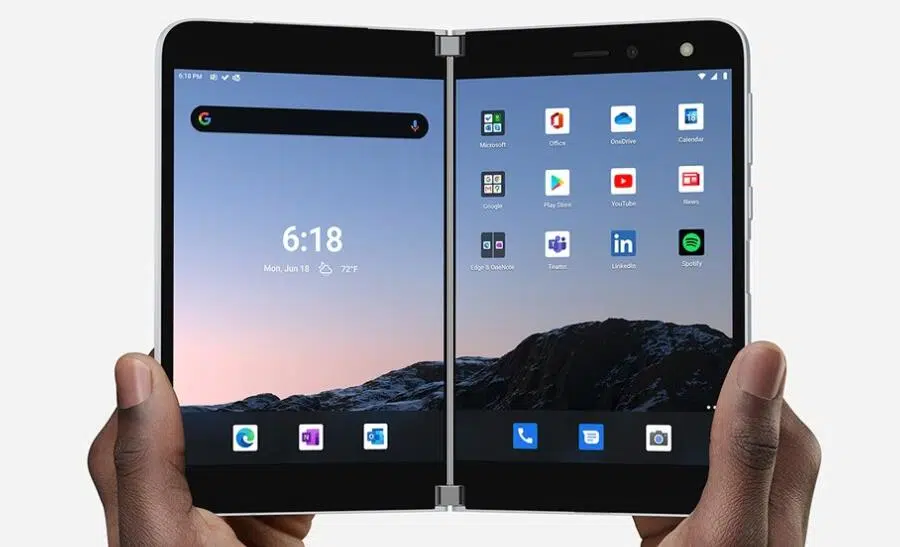 6:18 PM
6:18
Mon, Jun 18
72°F
18
Microsoft
Office
OneDrive
Calendar
Google
Play Store
YouTube
News
Edge & OneNote
Teams
LinkedIn
Spotify
in